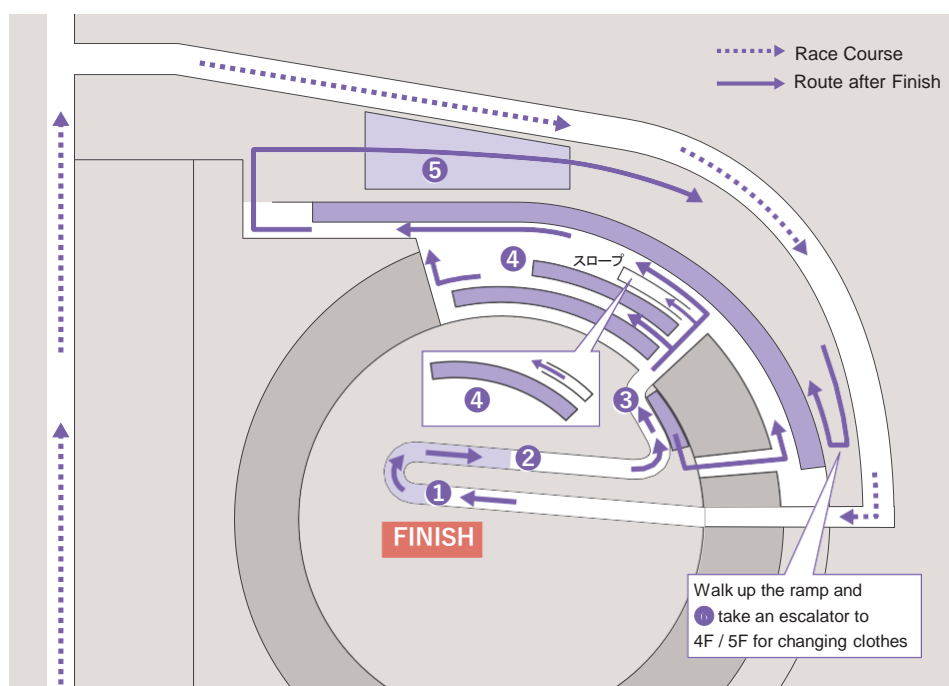 Race Course
Route after Finish
5
4
スロープ
4
3
2
1
FINISH
Walk up the ramp and
6 take an escalator to
4F / 5F for changing clothes